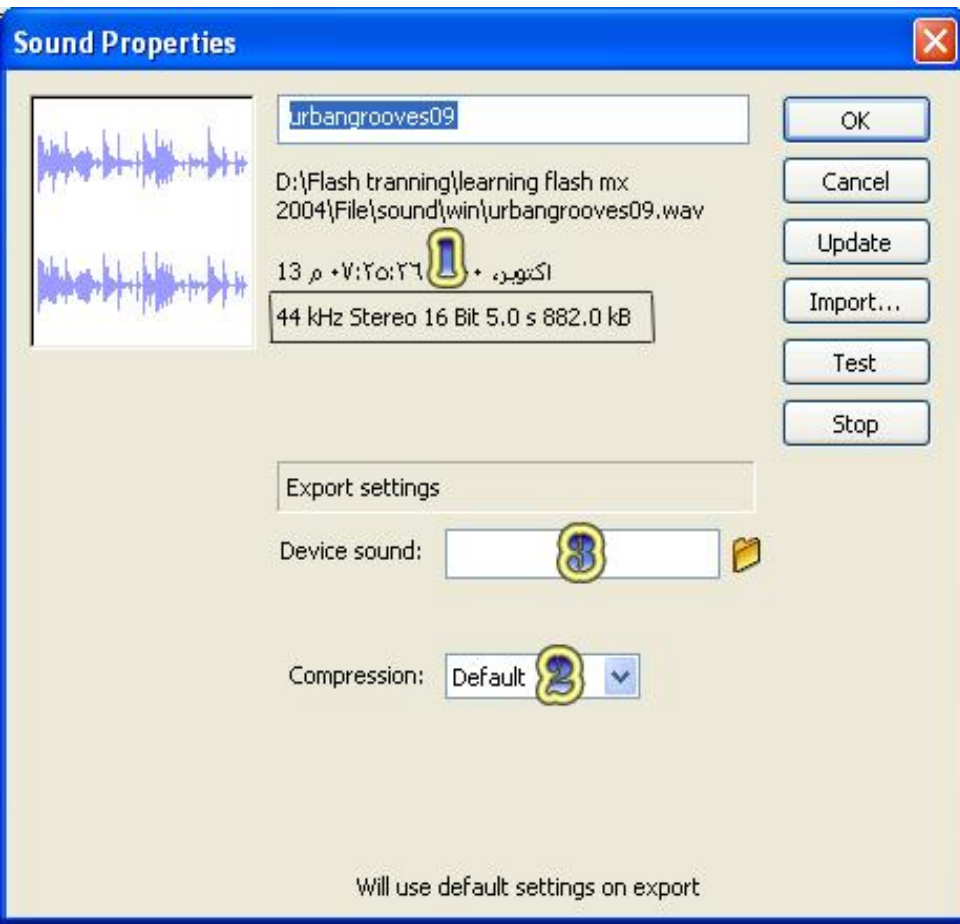 Sound Properties
urbangrooves09
OK
D:\Flash tranning\learning flash mx
2004\File\sound\win\urbangrooves09.wav
Cancel
Update
13 اكتوبر، ٠٧:٢٥:٢٦ م
1
44 kHz Stereo 16 Bit 5.0 s 882.0 kB
Import...
Test
Stop
Export settings
Device sound:
3
Compression:
Default
2
Will use default settings on export